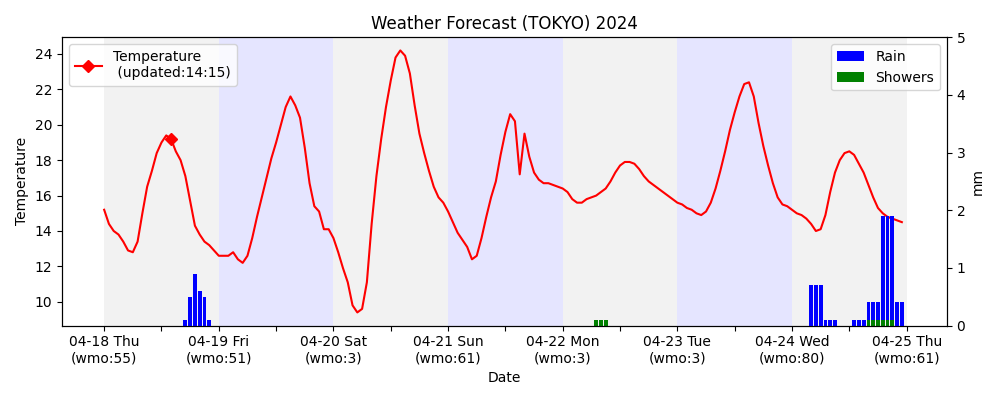 Weather Forecast (TOKYO) 2024
Temperature
(updated:14:15)
Rain
Showers
Temperature
24
22
20
18
16
14
12
10
5
4
3
2
1
0
mm
04-18 Thu
(wmo:55)
04-19 Fri
(wmo:51)
04-20 Sat
(wmo:3)
04-21 Sun
(wmo:61)
04-22 Mon
(wmo:3)
04-23 Tue
(wmo:3)
04-24 Wed
(wmo:80)
04-25 Thu
(wmo:61)
Date